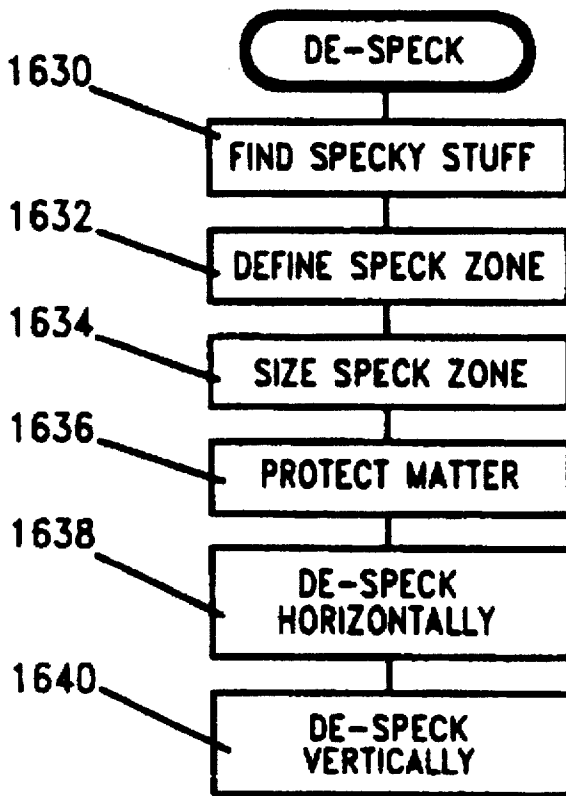 DE-SPECK
1630
FIND SPECKY STUFF
1632
DEFINE SPECK ZONE
1634
SIZE SPECK ZONE
1636
PROTECT MATTER
1638
DE-SPECK
HORIZONTALLY
1640
DE-SPECK
VERTICALLY